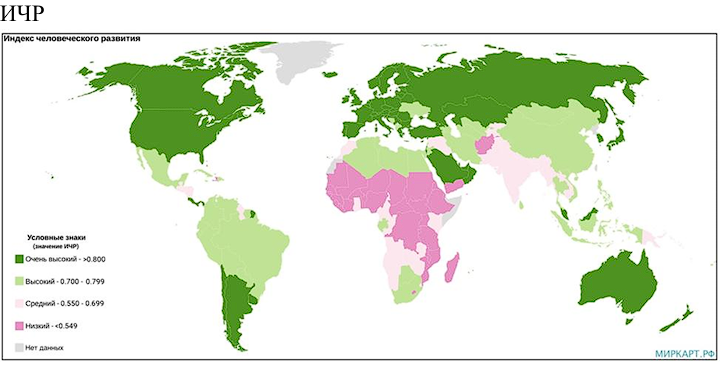 ИЧР
Индекс человеческого развития
Условные знаки
(значение ИЧР)
Очень высокий - >0.800
Высокий - 0.700 - 0.799
Средний - 0.550 - 0.699
Низкий - <0.549
Нет данных
МИРКАРТ.РФ